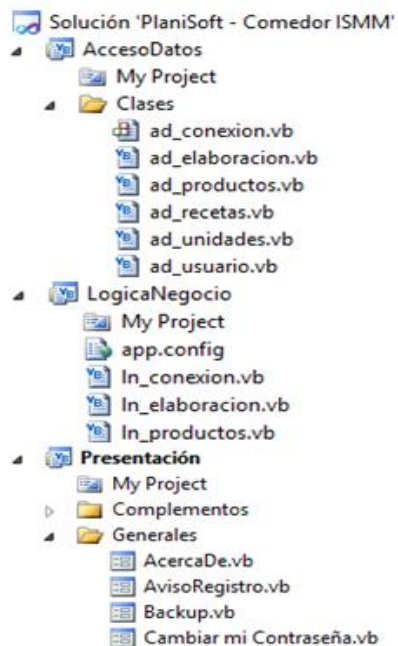 Solución 'PlaniSoft - Comedor ISMM'
AccesoDatos
My Project
Clases
ad_conexion.vb
ad_elaboracion.vb
ad_productos.vb
ad_recetas.vb
ad_unidades.vb
ad_usuario.vb
LogicaNegocio
My Project
app.config
ln_conexion.vb
ln_elaboracion.vb
ln_productos.vb
Presentación
My Project
Complementos
Generales
AcercaDe.vb
AvisoRegistro.vb
Backup.vb
Cambiar mi Contraseña.vb